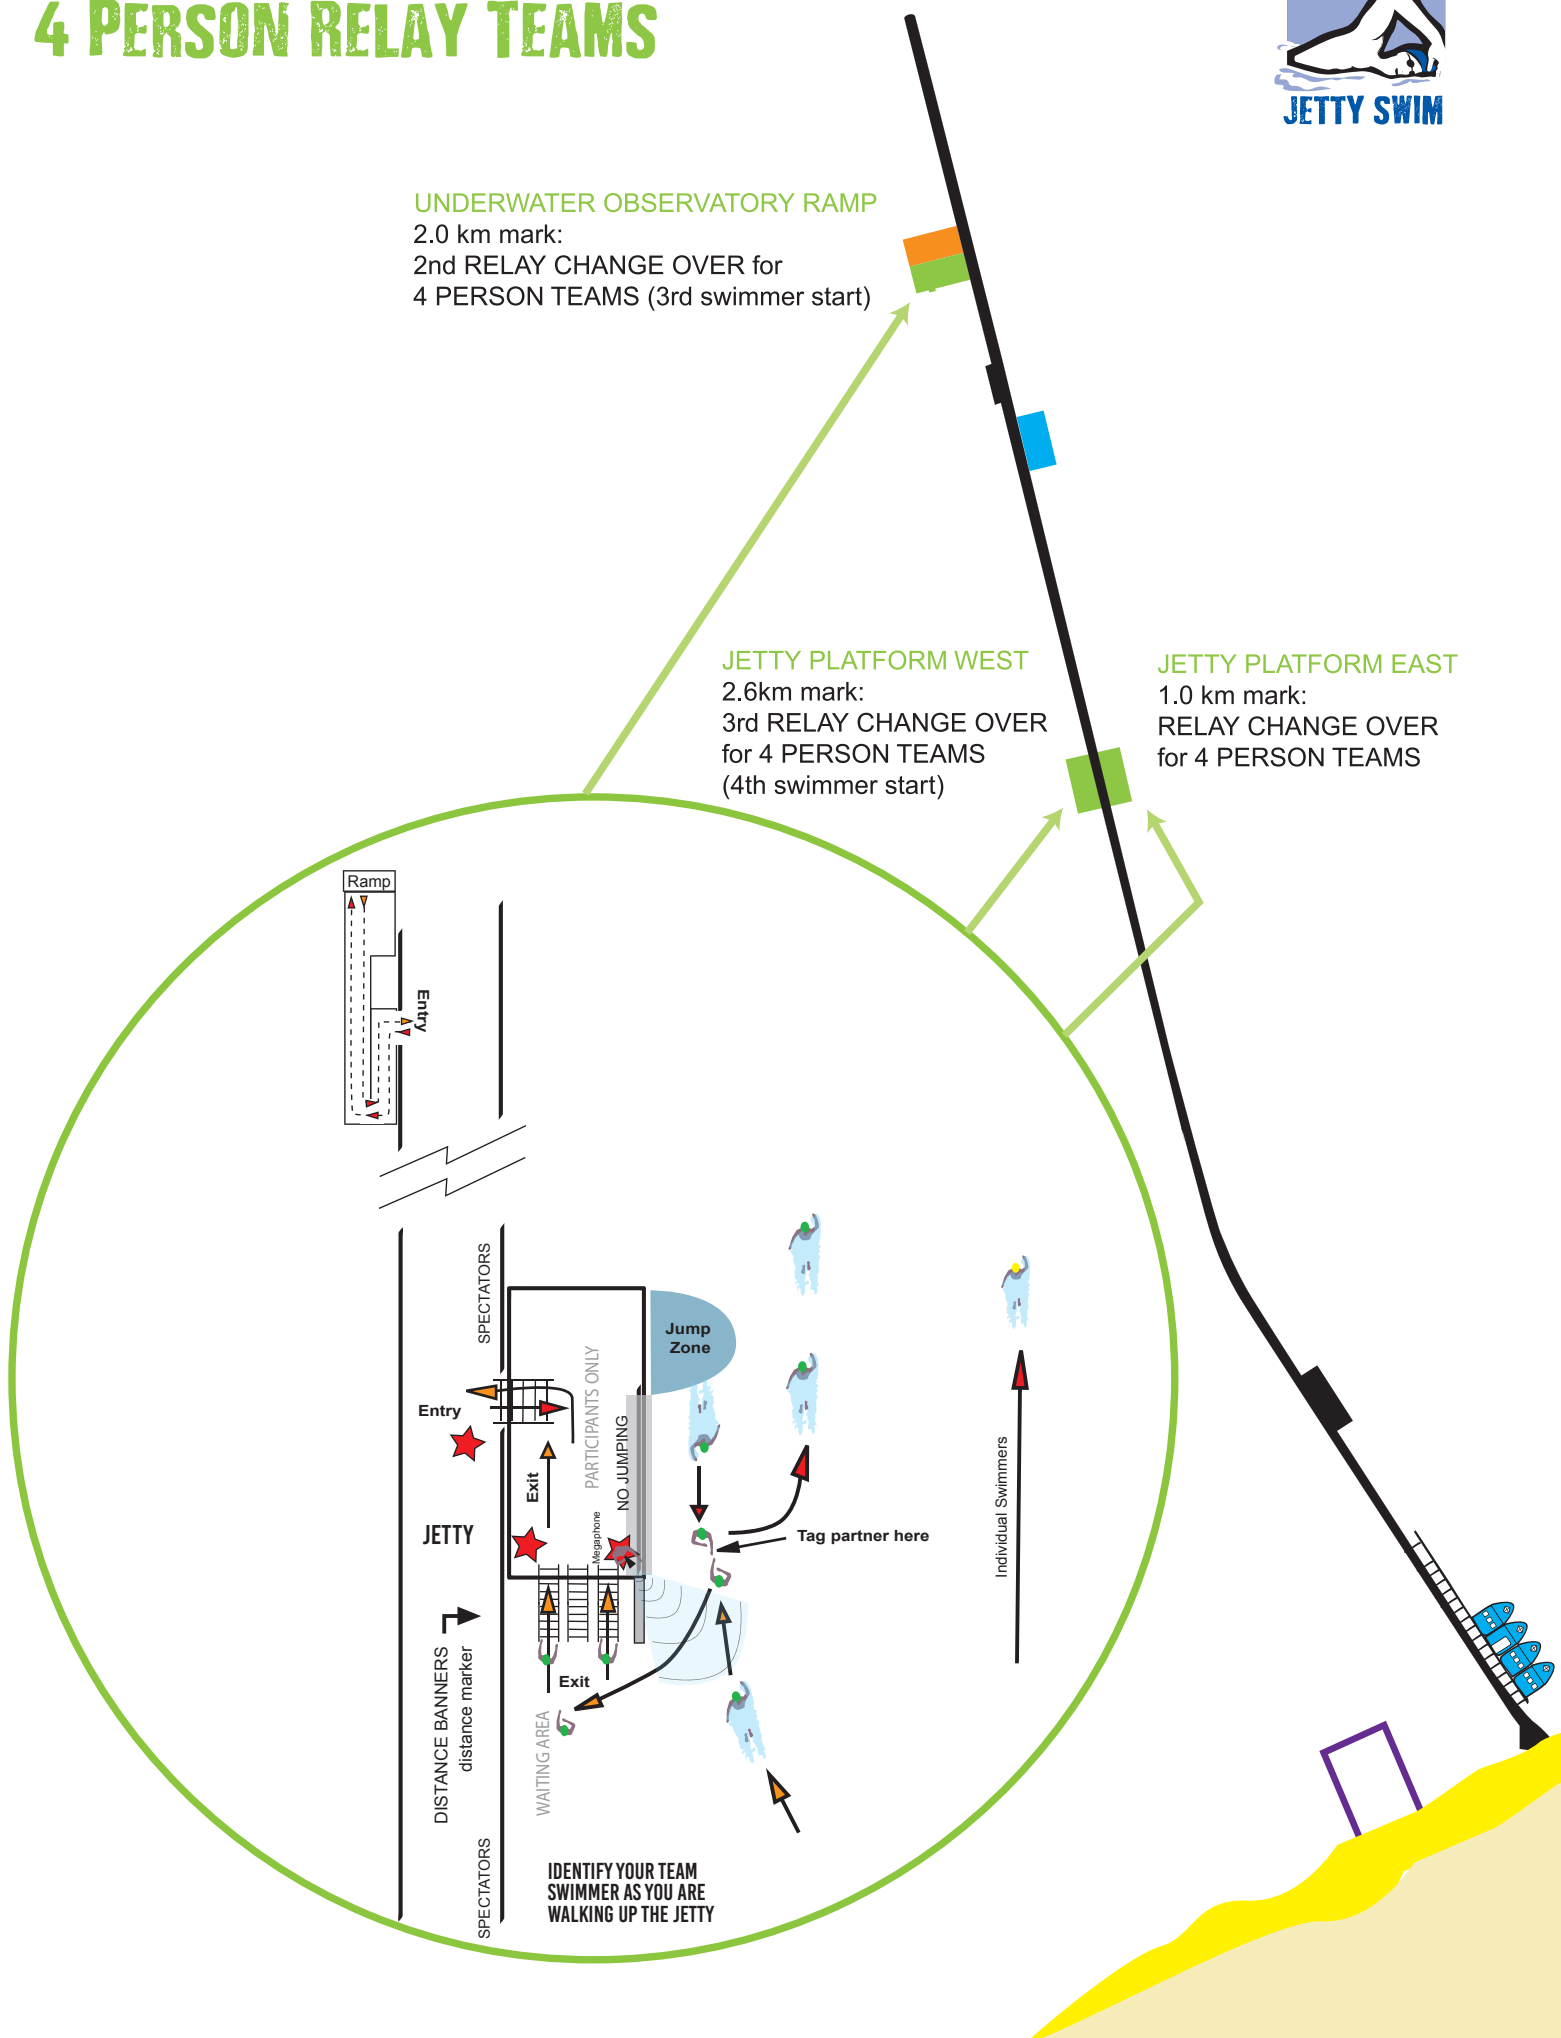 4 PERSON RELAY TEAMS
JETTY SWIM
UNDERWATER OBSERVATORY RAMP
2.0 km mark:
2nd RELAY CHANGE OVER for
4 PERSON TEAMS (3rd swimmer start)
JETTY PLATFORM WEST
2.6km mark:
3rd RELAY CHANGE OVER
for 4 PERSON TEAMS
(4th swimmer start)
JETTY PLATFORM EAST
1.0 km mark:
RELAY CHANGE OVER
for 4 PERSON TEAMS
Ramp
Entry
SPECTATORS
Jump
Zone
PARTICIPANTS ONLY
Entry
NO JUMPING
Exit
Megaphone
JETTY
Tag partner here
Individual Swimmers
DISTANCE BANNERS
distance marker
Exit
WAITING AREA
SPECTATORS
IDENTIFY YOUR TEAM
SWIMMER AS YOU ARE
WALKING UP THE JETTY